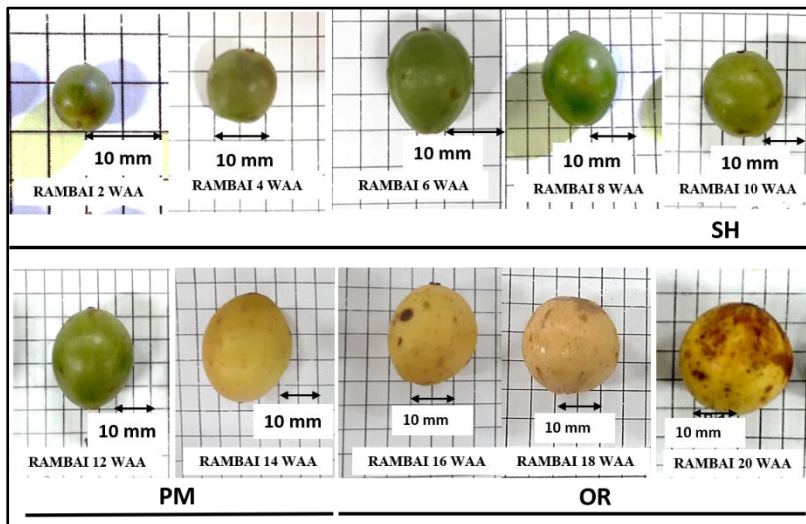 10 mm
RAMBAI 2 WAA
10 mm
RAMBAI 4 WAA
10 mm
RAMBAI 6 WAA
10 mm
RAMBAI 8 WAA
10 mm
RAMBAI 10 WAA
SH
10 mm
RAMBAI 12 WAA
10 mm
RAMBAI 14 WAA
10 mm
RAMBAI 16 WAA
10 mm
RAMBAI 18 WAA
10 mm
RAMBAI 20 WAA
PM
OR